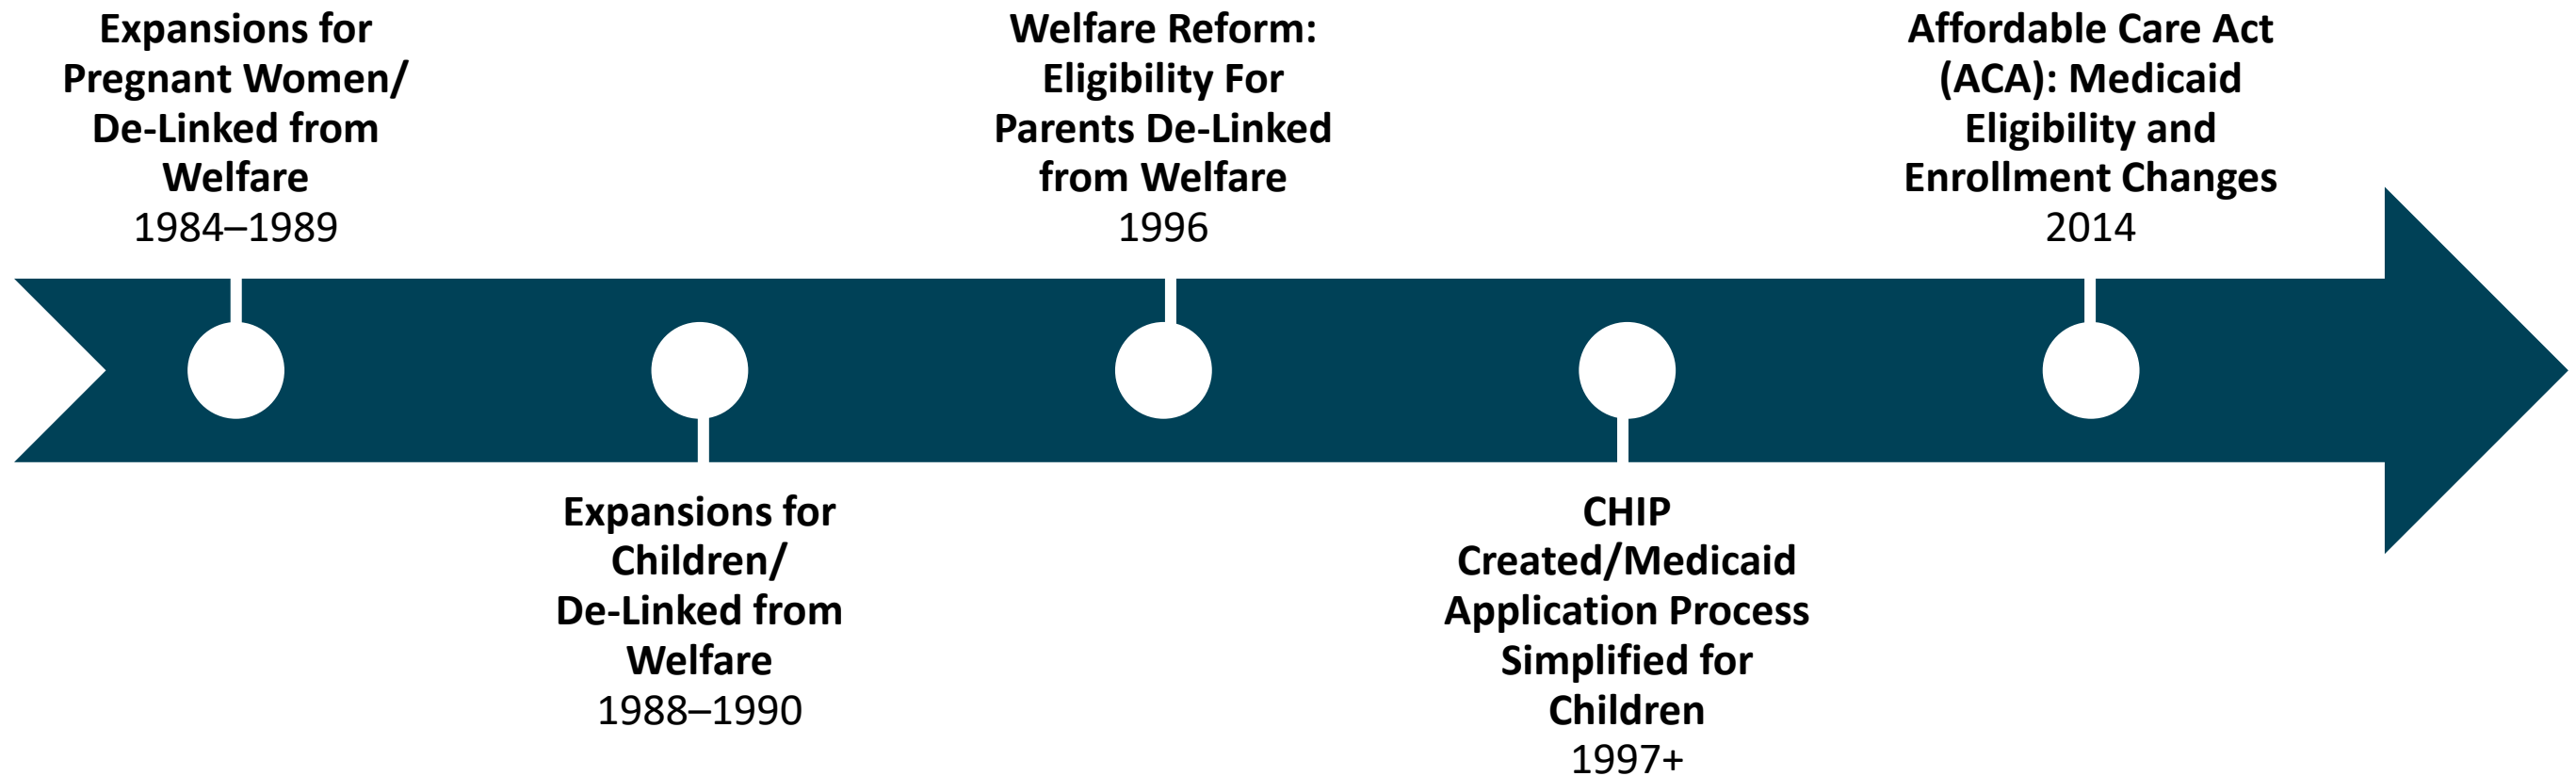 Expansions for
Pregnant Women/
De-Linked from
Welfare
1984–1989
Expansions for
Children/
De-Linked from
Welfare
1988–1990
Welfare Reform:
Eligibility For
Parents De-Linked
from Welfare
1996
CHIP
Created/Medicaid
Application Process
Simplified for
Children
1997+
Affordable Care Act
(ACA): Medicaid
Eligibility and
Enrollment Changes
2014